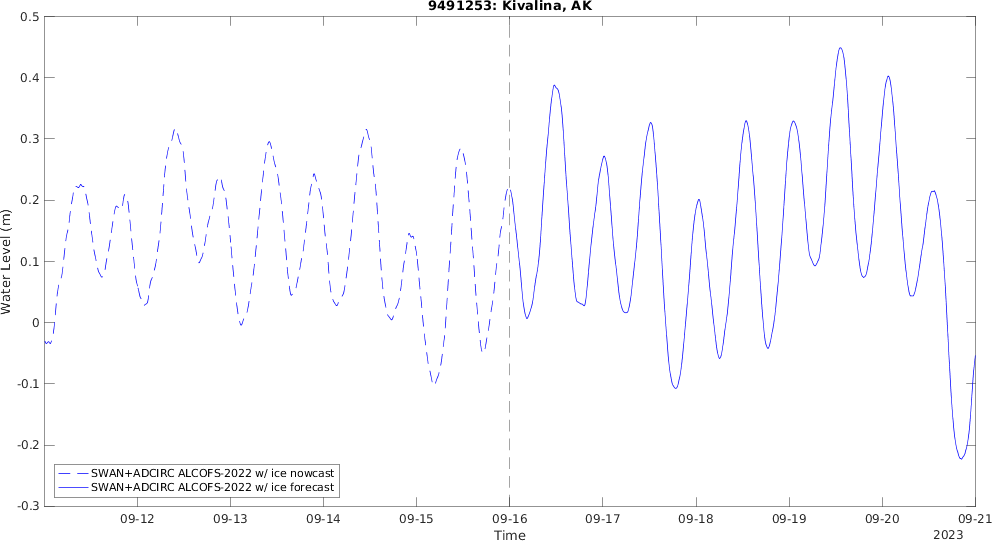 9491253: Kivalina, AK
0.5
0.4
0.3
0.2
0.1
0
-0.1
-0.2
-0.3
Water Level (m)
SWAN+ADCIRC ALCOFS-2022 w/ ice nowcast
SWAN+ADCIRC ALCOFS-2022 w/ ice forecast
09-12 09-13 09-14 09-15 09-16 09-17 09-18 09-19 09-20 09-21
Time
2023